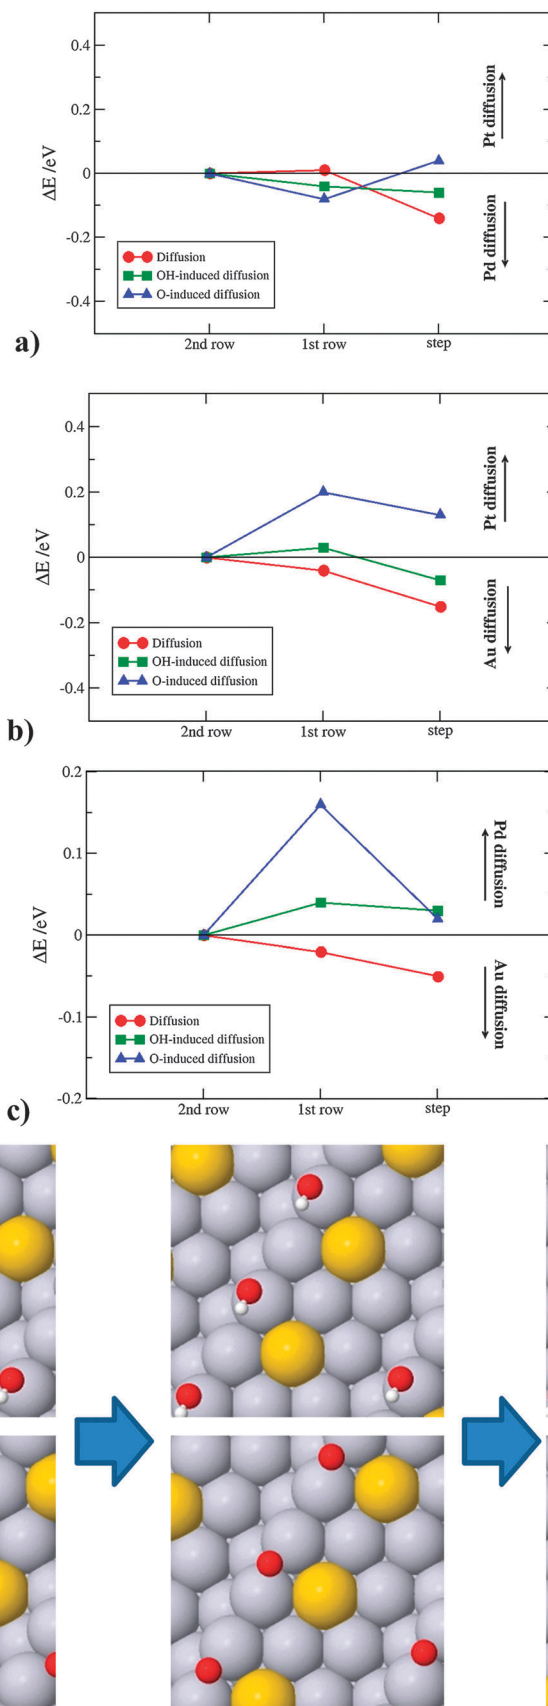 0.4
0.2
0
-0.2
-0.4
ΔE /eV
Pt diffusion
Pd diffusion
Diffusion
OH-induced diffusion
O-induced diffusion
2nd row
1st row
step
a)
0.4
0.2
0
-0.2
-0.4
ΔE /eV
Pt diffusion
Au diffusion
Diffusion
OH-induced diffusion
O-induced diffusion
2nd row
1st row
step
b)
0.2
0.1
0
-0.1
-0.2
ΔE /eV
Pd diffusion
Au diffusion
Diffusion
OH-induced diffusion
O-induced diffusion
2nd row
1st row
step
c)